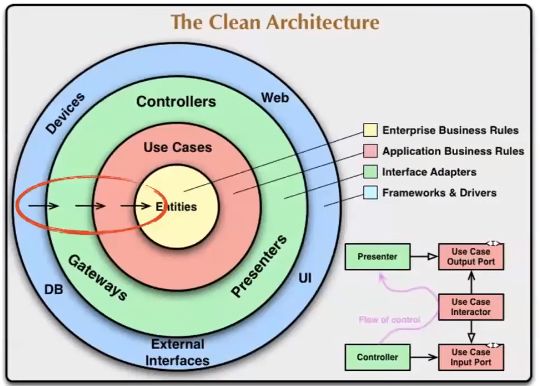 The Clean Architecture
Devices
Web
Controllers
Use Cases
Entities
Gateways
Presenters
DB
UI
External
Interfaces
Enterprise Business Rules
Application Business Rules
Interface Adapters
Frameworks & Drivers
Presenter
Use Case
Output Port
Use Case
Interactor
Flow of control
Controller
Use Case
Input Port